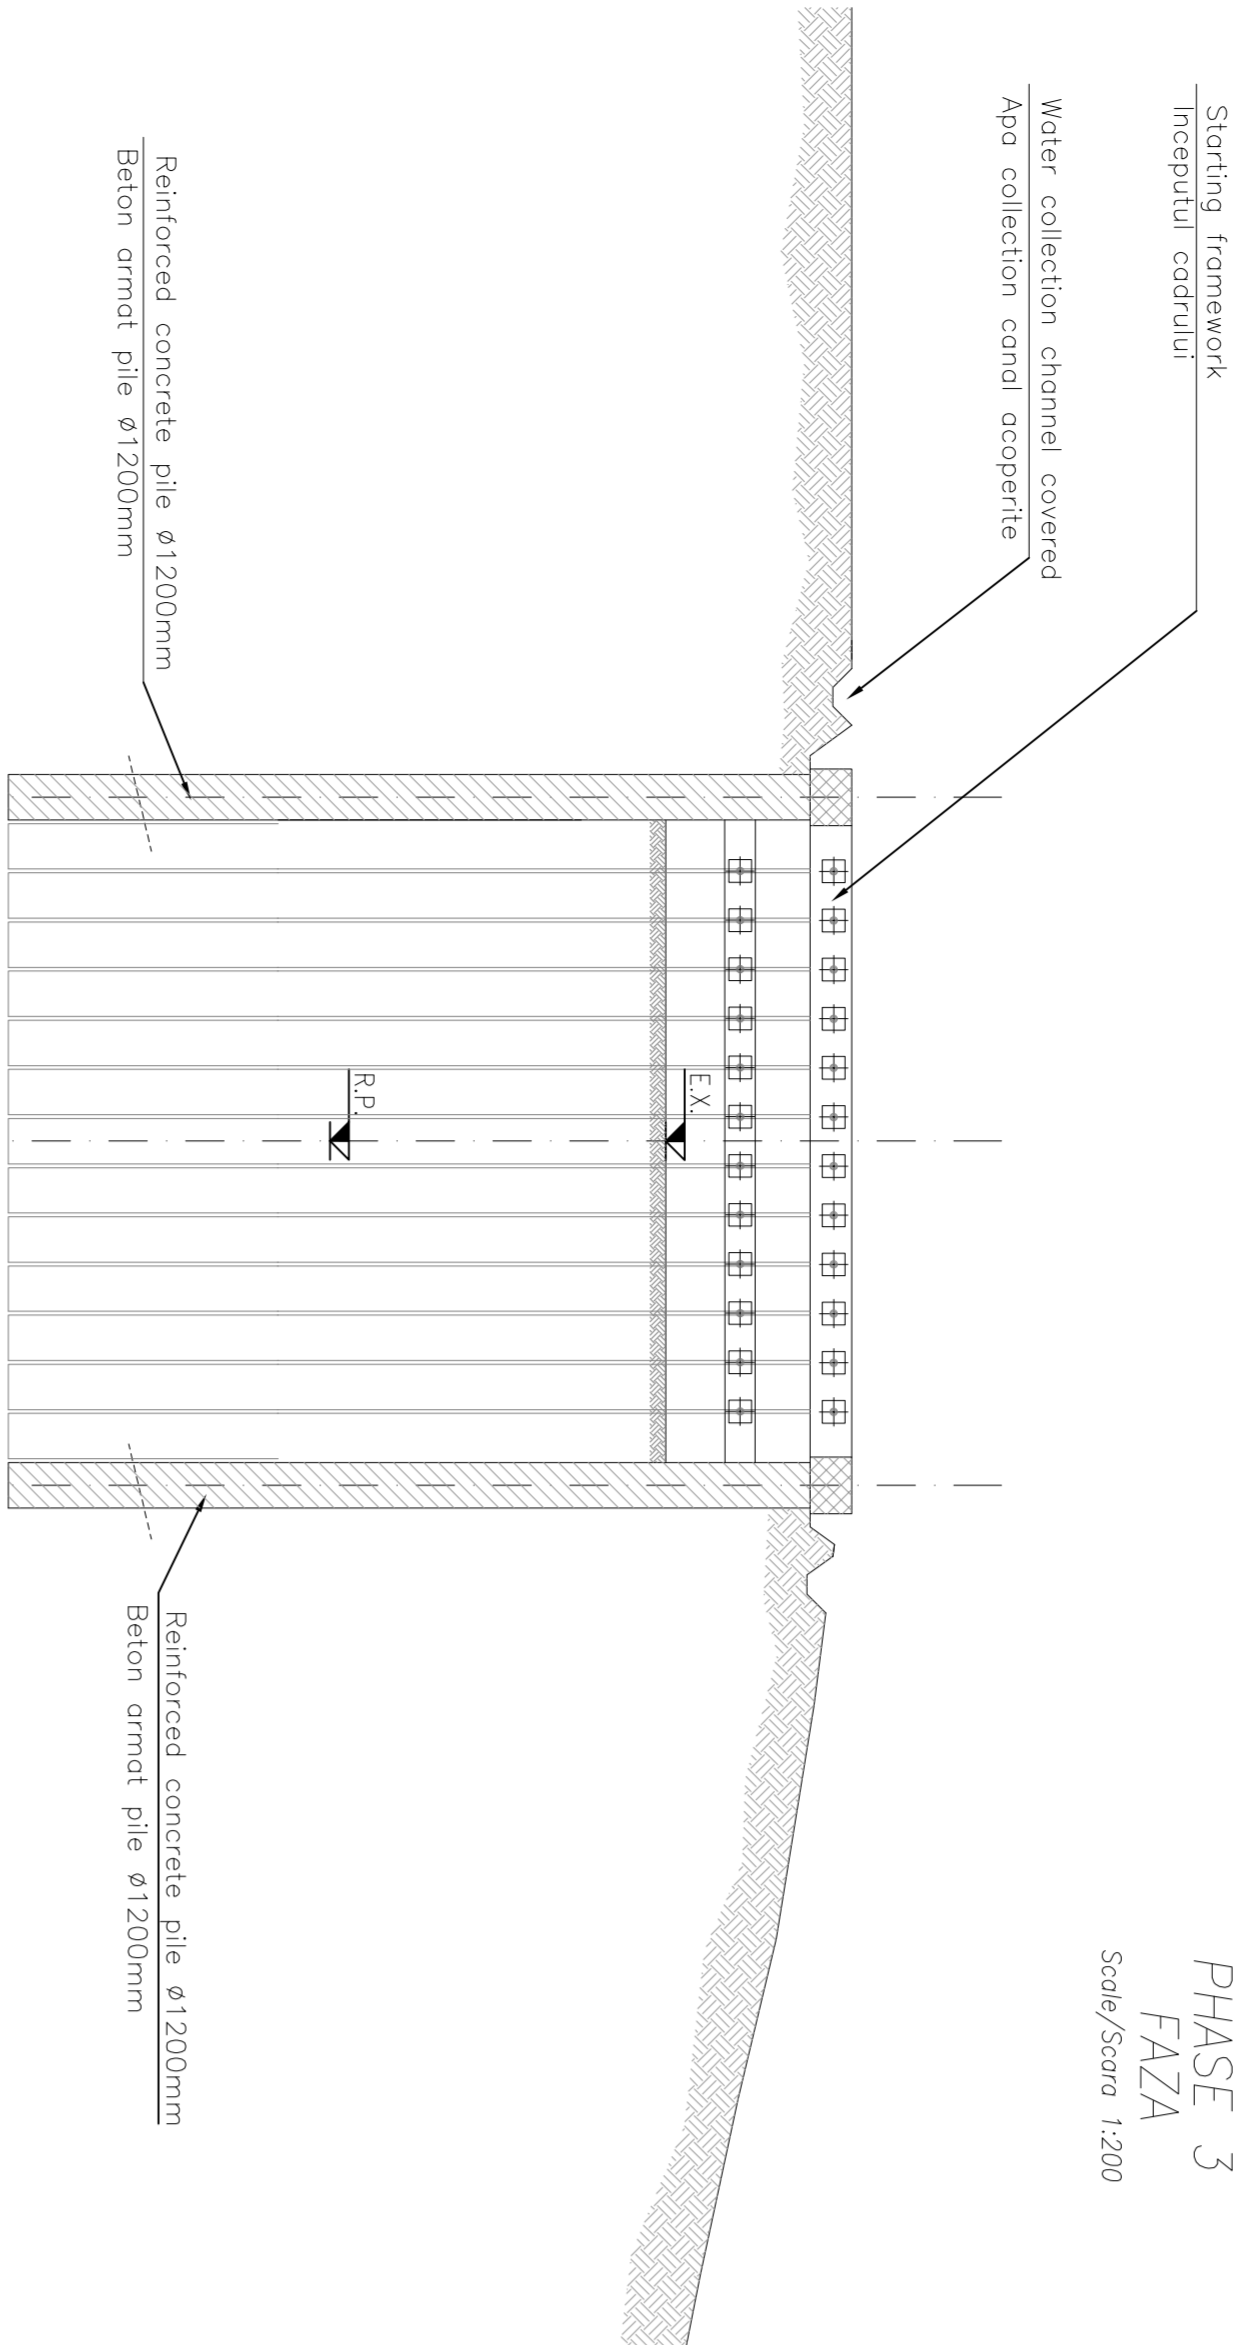 PHASE 3
FAZA
Scale/Scara 1:200
Starting framework
Inceputul cadrului
Water collection channel covered
Apa collection canal acoperite
E.X.
R.P.
Reinforced concrete pile ø1200mm
Beton armat pile ø1200mm
Reinforced concrete pile ø1200mm
Beton armat pile ø1200mm